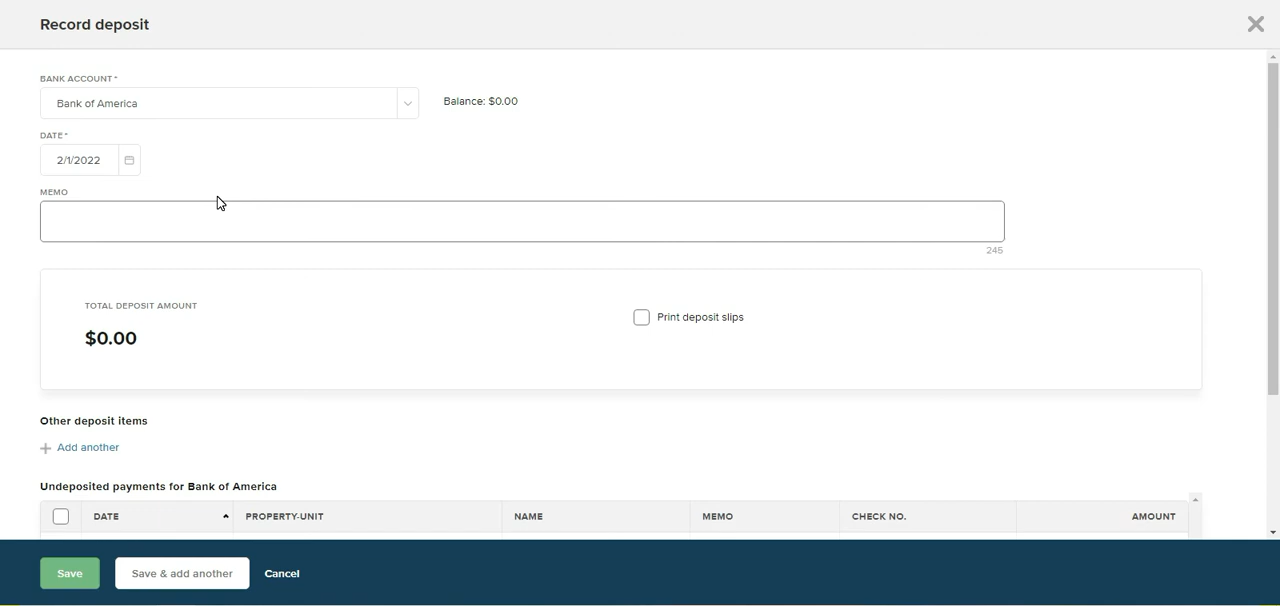 Record deposit
BANK ACCOUNT*
Bank of America
Balance: $0.00
DATE*
2/1/2022
MEMO
245
TOTAL DEPOSIT AMOUNT
$0.00
Print deposit slips
Other deposit items
Add another
Undeposited payments for Bank of America
DATE PROPERTY-UNIT NAME MEMO CHECK NO. AMOUNT
Save Save & add another Cancel